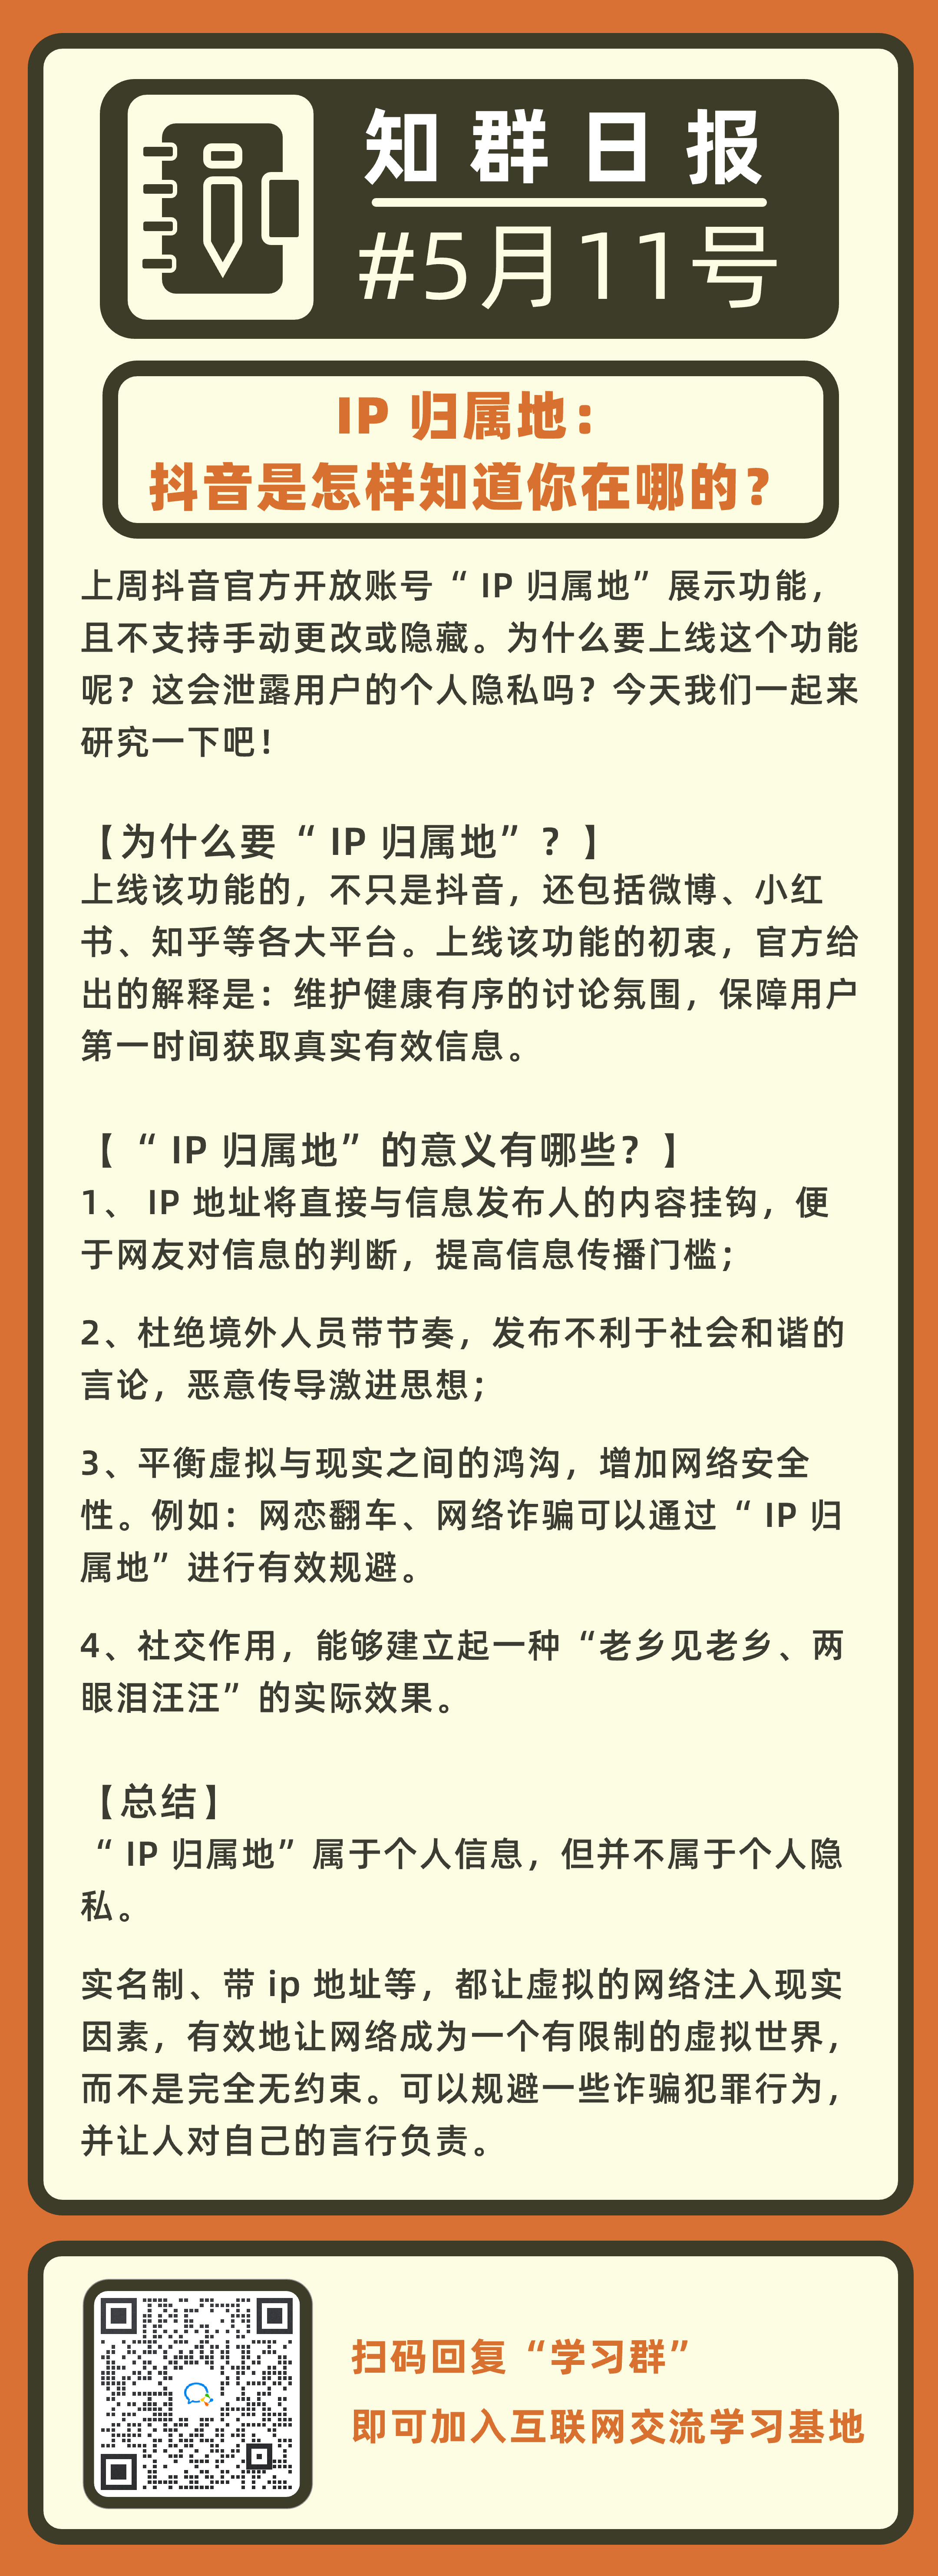 知群日报
#5月11号
IP 归属地：
抖音是怎样知道你在哪的？
上周抖音官方开放账号“ IP 归属地”展示功能，
且不支持手动更改或隐藏。为什么要上线这个功能
呢？这会泄露用户的个人隐私吗？今天我们一起来
研究一下吧！
【为什么要“ IP 归属地”？】
上线该功能的，不只是抖音，还包括微博、小红
书、知乎等各大平台。上线该功能的初衷，官方给
出的解释是：维护健康有序的讨论氛围，保障用户
第一时间获取真实有效信息。
【“ IP 归属地”的意义有哪些？】
1、 IP 地址将直接与信息发布人的内容挂钩，便
于网友对信息的判断，提高信息传播门槛；
2、杜绝境外人员带节奏，发布不利于社会和谐的
言论，恶意传导激进思想；
3、平衡虚拟与现实之间的鸿沟，增加网络安全
性。例如：网恋翻车、网络诈骗可以通过“ IP 归
属地”进行有效规避。
4、社交作用，能够建立起一种“老乡见老乡、两
眼泪汪汪”的实际效果。
【总结】
“ IP 归属地”属于个人信息，但并不属于个人隐
私。
实名制、带 ip 地址等，都让虚拟的网络注入现实
因素，有效地让网络成为一个有限制的虚拟世界，
而不是完全无约束。可以规避一些诈骗犯罪行为，
并让人对自己的言行负责。
扫码回复“学习群”
即可加入互联网交流学习基地